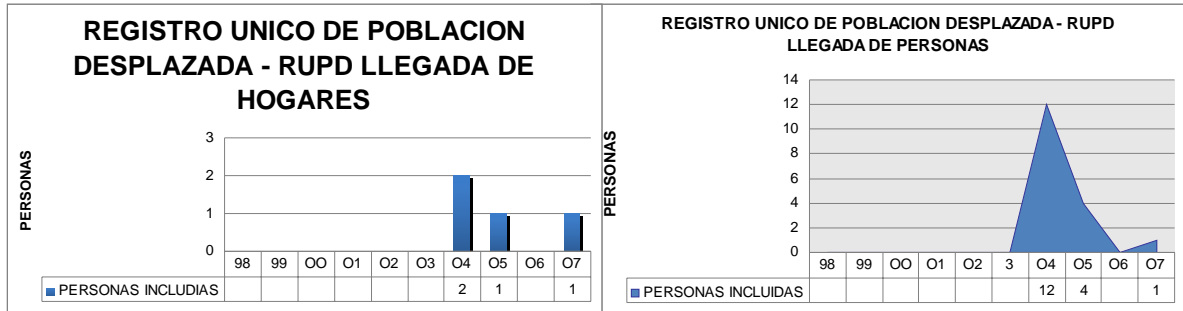 REGISTRO UNICO DE POBLACION
DESPLAZADA - RUPD LLEGADA DE
HOGARES
PERSONAS
3
2
1
0
98 99 OO O1 O2 O3 O4 O5 O6 O7
PERSONAS INCLUDIAS 2 1 1
REGISTRO UNICO DE POBLACION DESPLAZADA - RUPD
LLEGADA DE PERSONAS
PERSONAS
14
12
10
8
6
4
2
0
98 99 OO O1 O2 3 O4 O5 O6 O7
PERSONAS INCLUIDAS 12 4 1